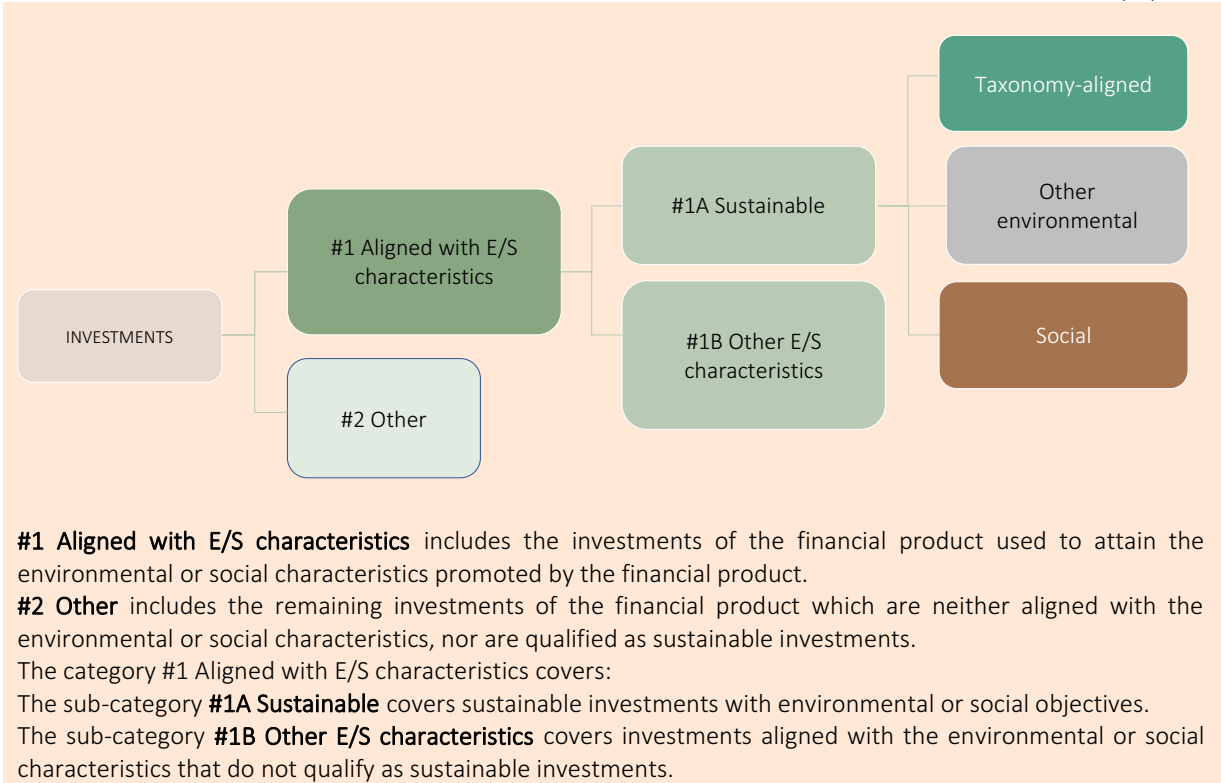 Taxonomy-aligned
#1A Sustainable
Other
environmental
#1 Aligned with E/S
characteristics
INVESTMENTS
#1B Other E/S
characteristics
Social
#2 Other
#1 Aligned with E/S characteristics includes the investments of the financial product used to attain the
environmental or social characteristics promoted by the financial product.
#2 Other includes the remaining investments of the financial product which are neither aligned with the
environmental or social characteristics, nor are qualified as sustainable investments.
The category #1 Aligned with E/S characteristics covers:
The sub-category #1A Sustainable covers sustainable investments with environmental or social objectives.
The sub-category #1B Other E/S characteristics covers investments aligned with the environmental or social
characteristics that do not qualify as sustainable investments.